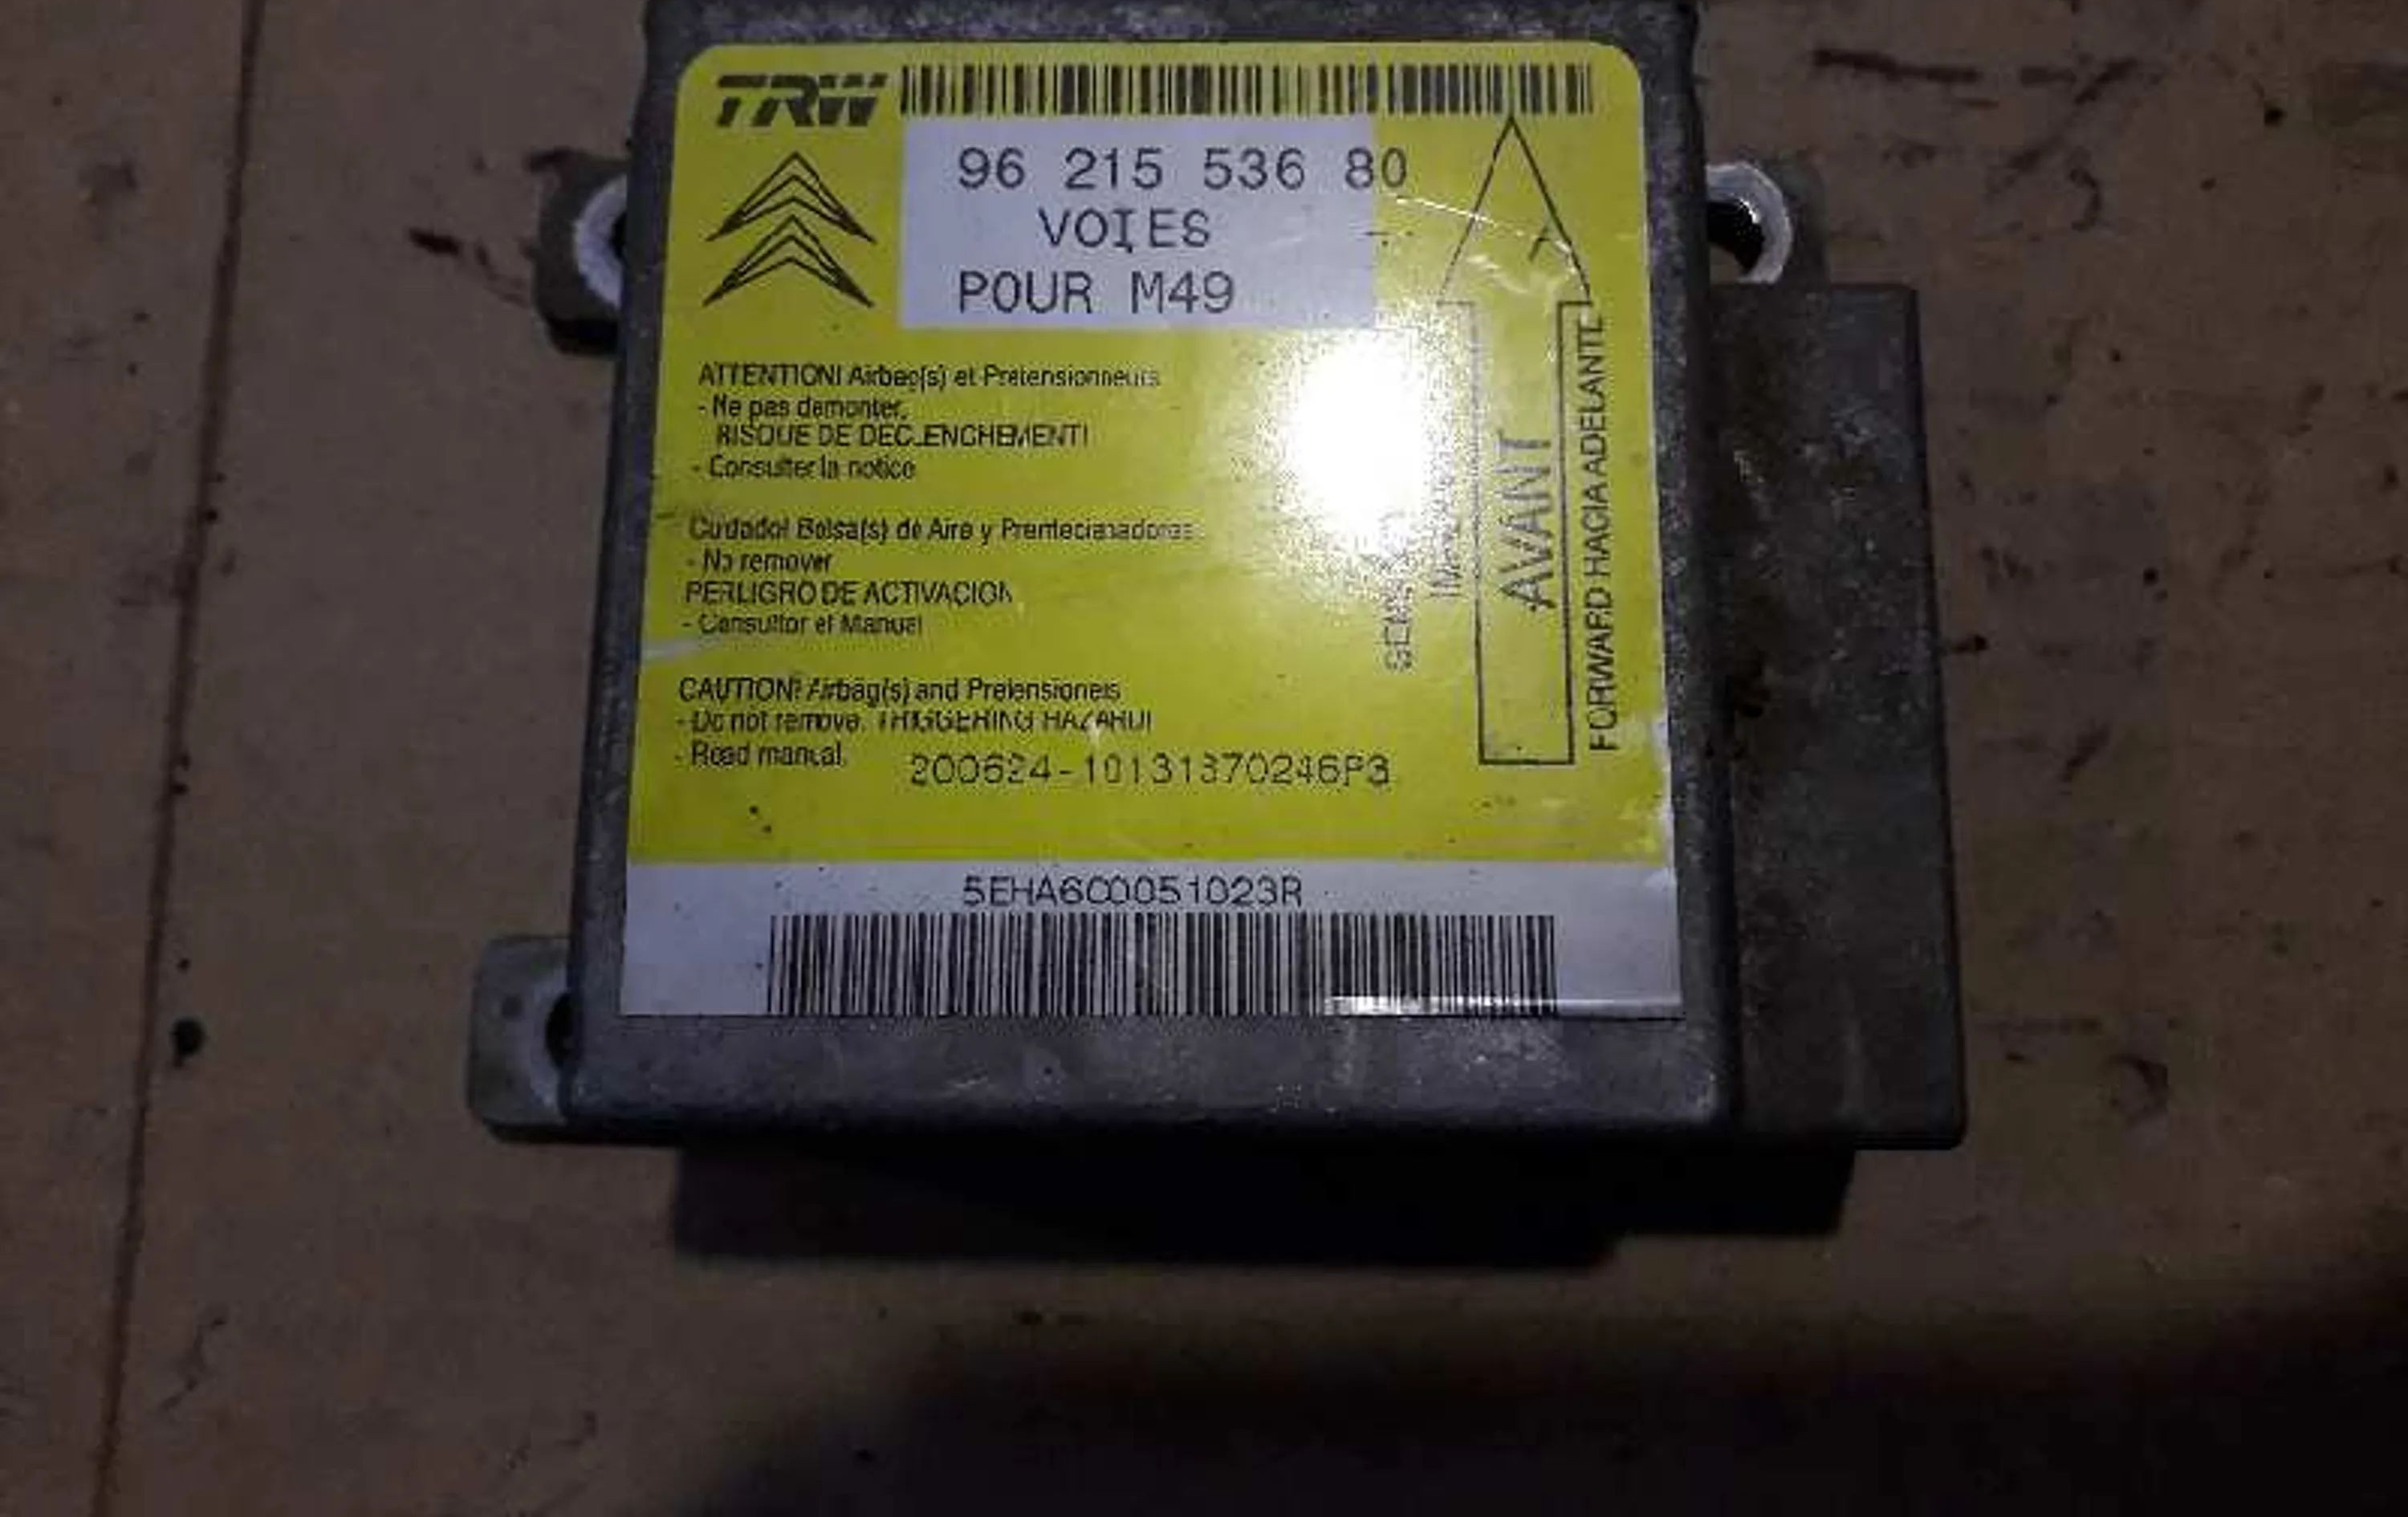 TRW
96 215 536 80
VOIES
POUR M49
ATTENTION! Airbag(s) et Pretensionneurs
- Ne pas demonter.
RISQUE DE DECLENCHEMENT!
- Consulter la notice
Cuidado! Bolsa(s) de Aire y
- No remover
PERLIGRO DE ACTIVACION
- Consultor el Manual
CAUTION! Airbag(s) and Pretensioners
- Do not remove. TRIGGERING HAZARD!
- Read manual.
200624-10131370246P3
AVANT
FORWARD HACIA ADELANTE
5EHA6C0051023R